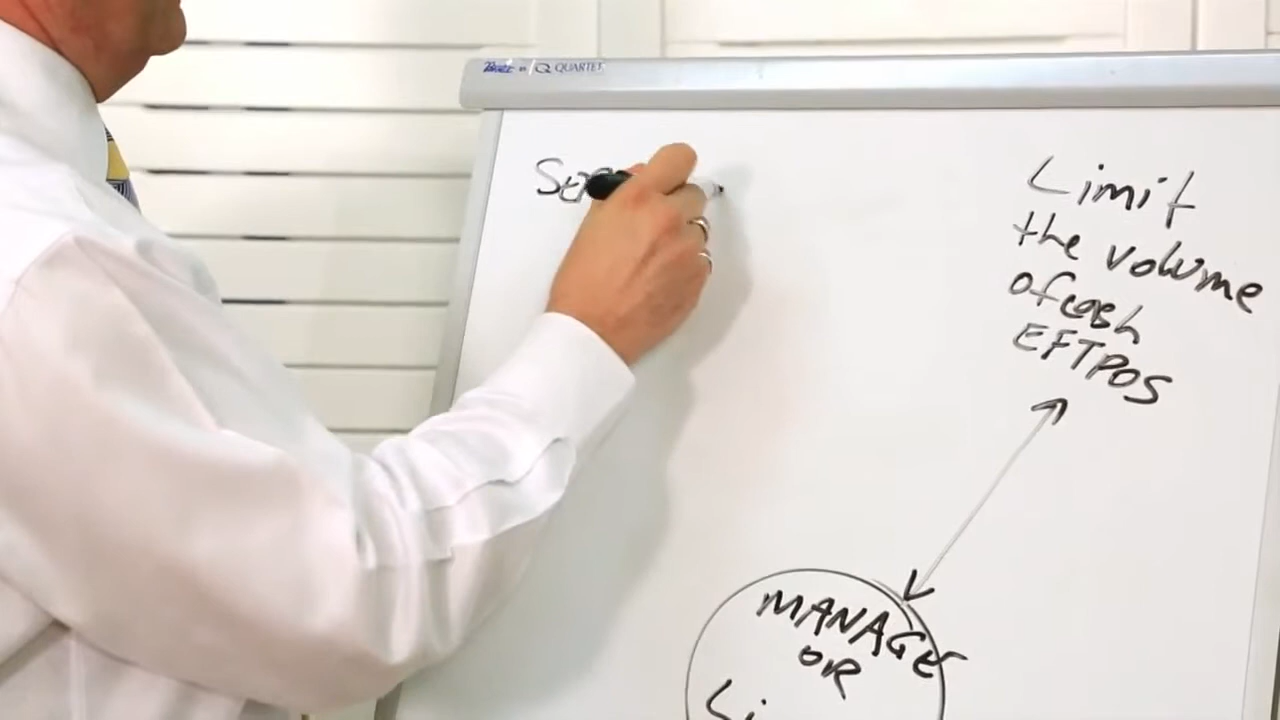 QUARTET
Limit
the volume
of cash
EFTPOS
MANAGE
OR